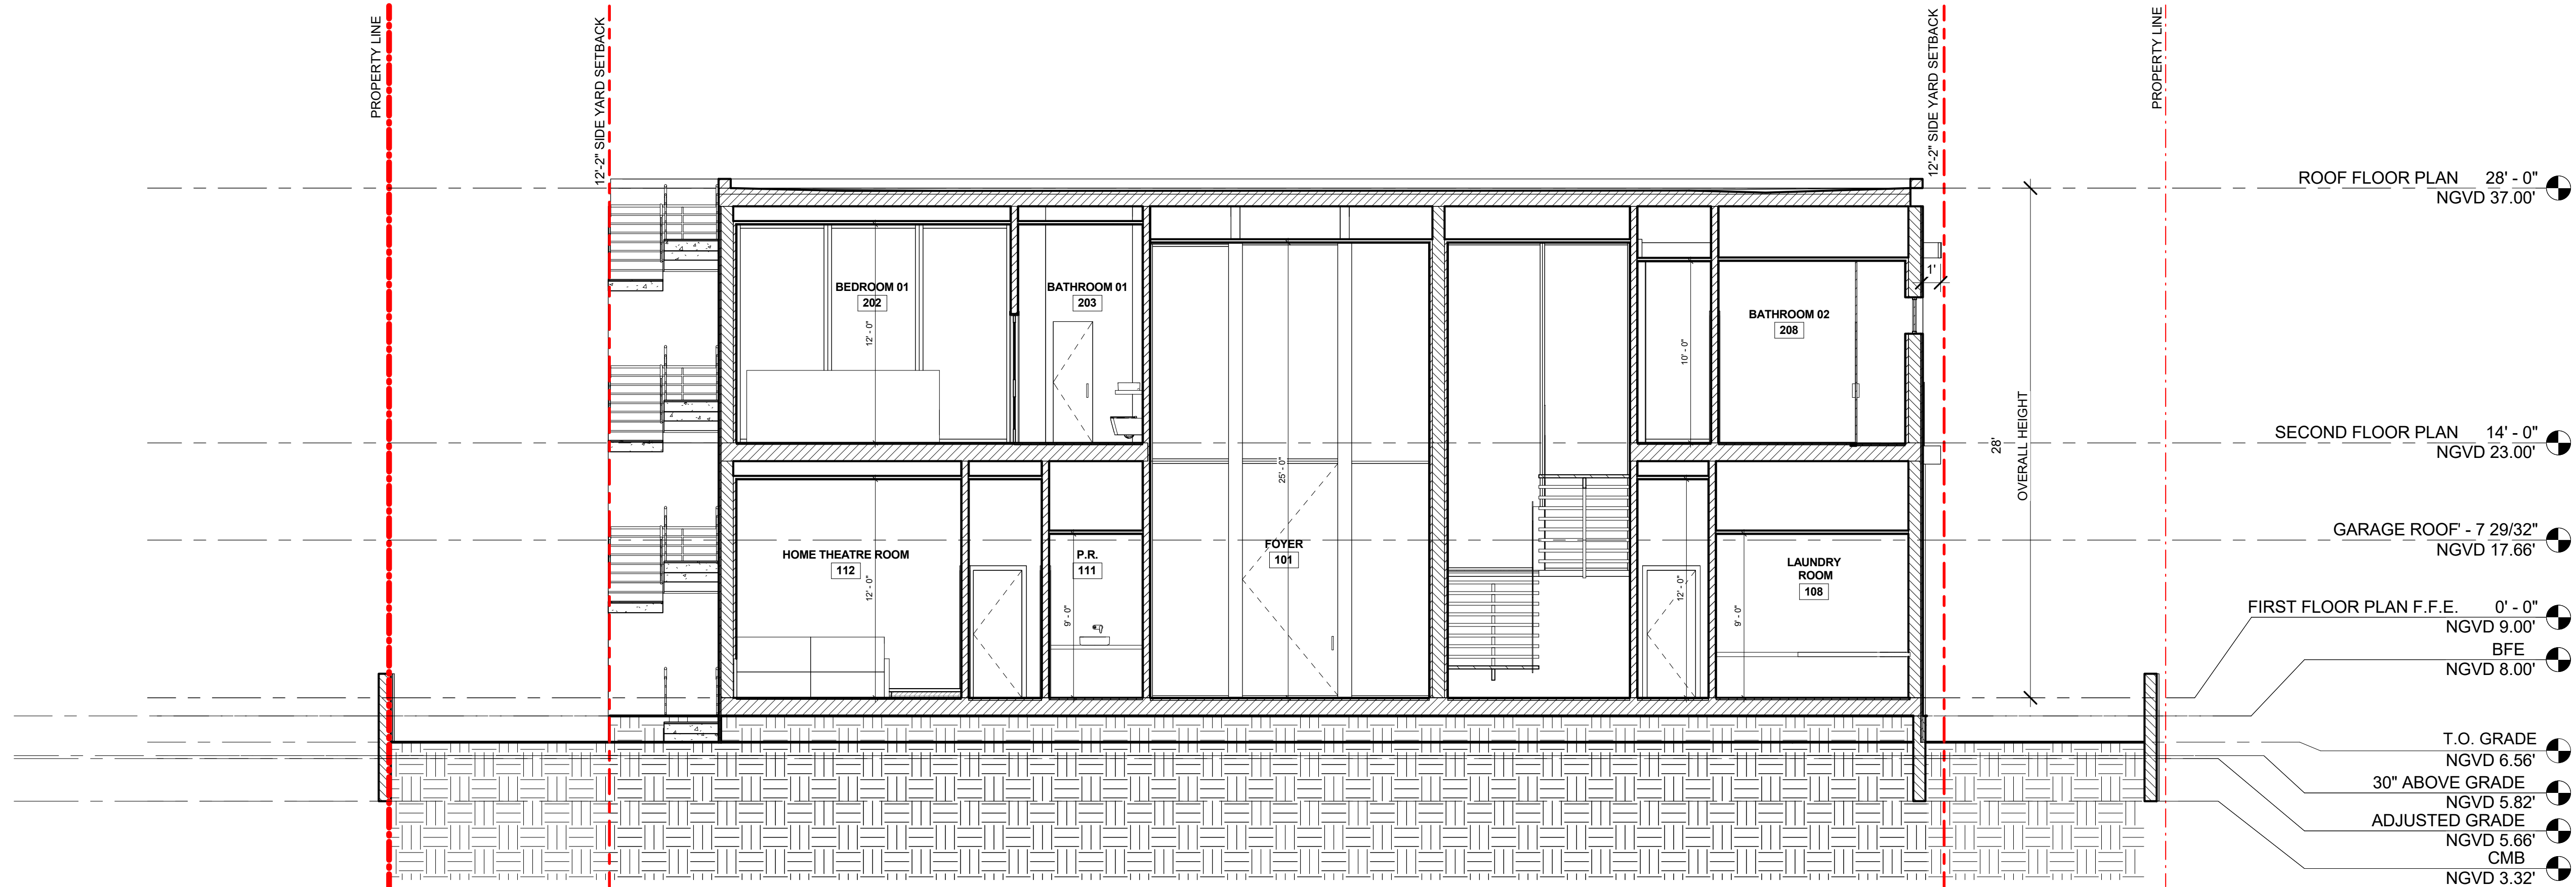 PROPERTY LINE
12'-2" SIDE YARD SETBACK
12'-2" SIDE YARD SETBACK
PROPERTY LINE
ROOF FLOOR PLAN 28' - 0"
NGVD 37.00'
1'
BEDROOM 01
202
12' - 0"
BATHROOM 01
203
10' - 0"
BATHROOM 02
208
28'
OVERALL HEIGHT
SECOND FLOOR PLAN 14' - 0"
NGVD 23.00'
25' - 0"
GARAGE ROOF' - 7 29/32"
NGVD 17.66'
HOME THEATRE ROOM
112
12' - 0"
P.R.
111
9' - 0"
FOYER
101
12' - 0"
LAUNDRY
ROOM
108
9' - 0"
FIRST FLOOR PLAN F.F.E. 0' - 0"
NGVD 9.00'
BFE
NGVD 8.00'
T.O. GRADE
NGVD 6.56'
30" ABOVE GRADE
NGVD 5.82'
ADJUSTED GRADE
NGVD 5.66'
CMB
NGVD 3.32'